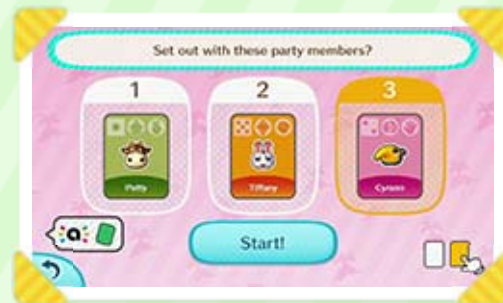 Set out with these party members?
1 2 3
Patty Tiffany Cyrano
a
Start!